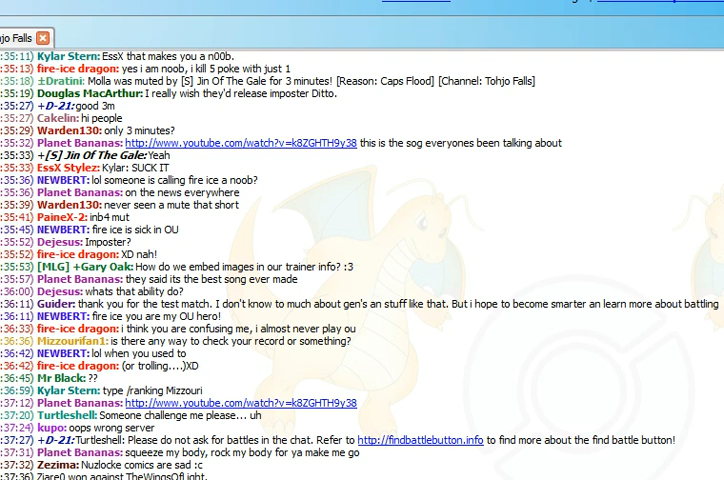 jo Falls
:35:11) Kylar Stern: EssX that makes you a n00b.
:35:13) fire-ice dragon: yes i am noob, i kill 5 poke with just 1
:35:18) ±Dratini: Molla was muted by [S] Jin Of The Gale for 3 minutes! [Reason: Caps Flood] [Channel: Tohjo Falls]
:35:19) Douglas MacArthur: I really wish they'd release imposter Ditto.
:35:27) +D-21: good 3m
:35:27) Cakelin: hi people
:35:29) Warden130: only 3 minutes?
:35:32) Planet Bananas: http://www.youtube.com/watch?v=k8ZGHTH9y38 this is the sog everyones been talking about
:35:33) +[S] Jin Of The Gale: Yeah
:35:33) EssX Stylez: Kylar: SUCK IT
:35:36) NEWBERT: lol someone is calling fire ice a noob?
:35:36) Planet Bananas: on the news everywhere
:35:39) Warden130: never seen a mute that short
:35:41) PaineX-2: inb4 mut
:35:45) NEWBERT: fire ice is sick in OU
:35:52) Dejesus: Imposter?
:35:52) fire-ice dragon: XD nah!
:35:53) [MLG] +Gary Oak: How do we embed images in our trainer info? :3
:35:57) Planet Bananas: they said its the best song ever made
:36:00) Dejesus: whats that ability do?
:36:11) Guider: thank you for the test match. I don't know to much about gen's an stuff like that. But i hope to become smarter an learn more about battling
:36:11) NEWBERT: fire ice you are my OU hero!
:36:33) fire-ice dragon: i think you are confusing me, i almost never play ou
:36:36) Mizzourifan1: is there any way to check your record or something?
:36:42) NEWBERT: lol when you used to
:36:42) fire-ice dragon: (or trolling....)XD
:36:45) Mr Black: ??
:36:59) Kylar Stern: type /ranking Mizzouri
:37:12) Planet Bananas: http://www.youtube.com/watch?v=k8ZGHTH9y38
:37:20) Turtleshell: Someone challenge me please... uh
:37:24) kupo: oops wrong server
:37:27) +D-21: Turtleshell: Please do not ask for battles in the chat. Refer to http://findbattlebutton.info to find more about the find battle button!
:37:31) Planet Bananas: squeeze my body, rock my body for ya make me go
:37:32) Zezima: Nuzlocke comics are sad :c
:37:36) Ziare0 won against TheWingsOfLight.